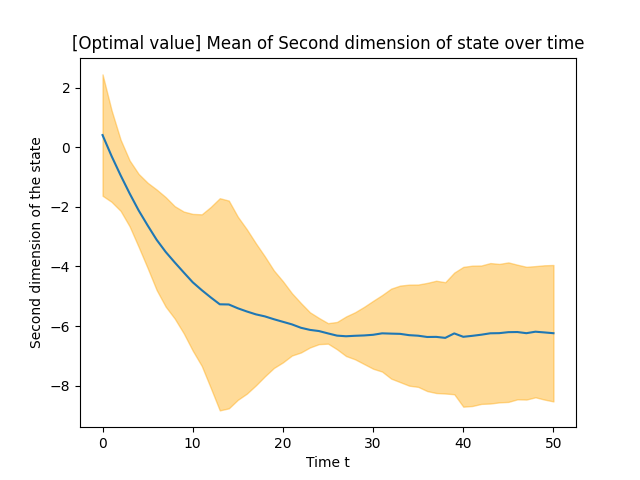 [Optimal value] Mean of Second dimension of state over time
Second dimension of the state
2
0
−2
−4
−6
−8
0 10 20 30 40 50
Time t